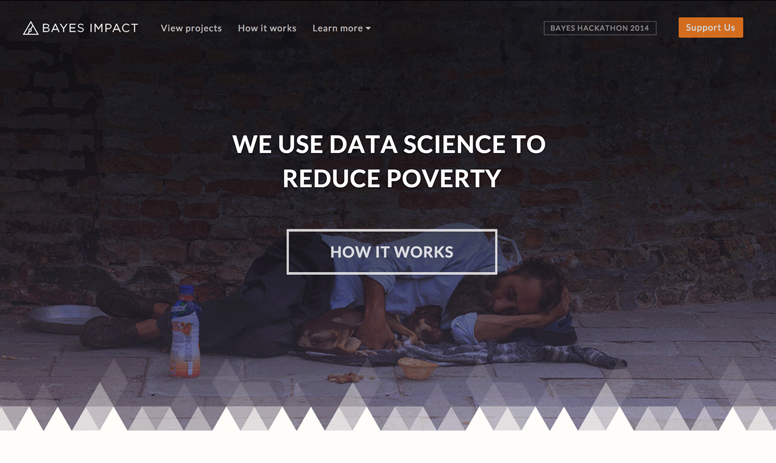 BAYES IMPACT
View projects
How it works
Learn more
BAYES HACKATHON 2014
Support Us
WE USE DATA SCIENCE TO
REDUCE POVERTY
HOW IT WORKS